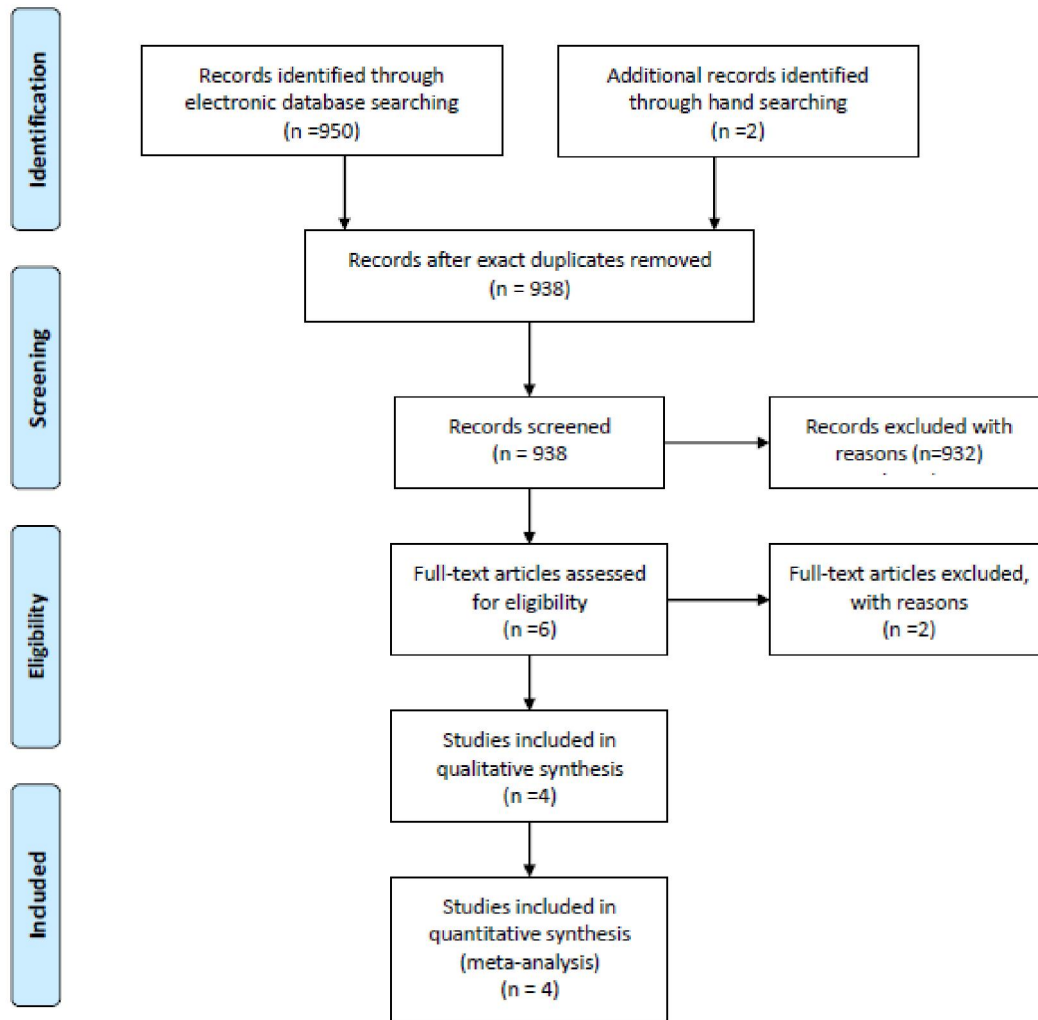 Identification
Records identified through
electronic database searching
(n =950)
Additional records identified
through hand searching
(n =2)
Records after exact duplicates removed
(n = 938)
Screening
Records screened
(n = 938
Records excluded with
reasons (n=932)
Eligibility
Full-text articles assessed
for eligibility
(n =6)
Full-text articles excluded,
with reasons
(n =2)
Studies included in
qualitative synthesis
(n =4)
Included
Studies included in
quantitative synthesis
(meta-analysis)
(n = 4)